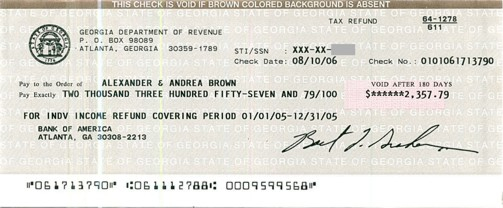 THIS CHECK IS VOID IF BROWN COLORED BACKGROUND IS ABSENT
TAX REFUND
64-1278
611
GEORGIA DEPARTMENT OF REVENUE
P. O. BOX 98089
ATLANTA, GEORGIA 30359-1789
STI/SSN : XXX-XX-
Check Date: 08/10/06
Check No.: 0101061713790
Pay to the Order of ALEXANDER & ANDREA BROWN
VOID AFTER 180 DAYS
Pay Exactly TWO THOUSAND THREE HUNDRED FIFTY-SEVEN AND 79/100
$******2,357.79
FOR INDV INCOME REFUND COVERING PERIOD 01/01/05-12/31/05
BANK OF AMERICA
ATLANTA, GA 30308-2213
⑈061713790⑈ ⑆061112788⑆ 0009599568⑈